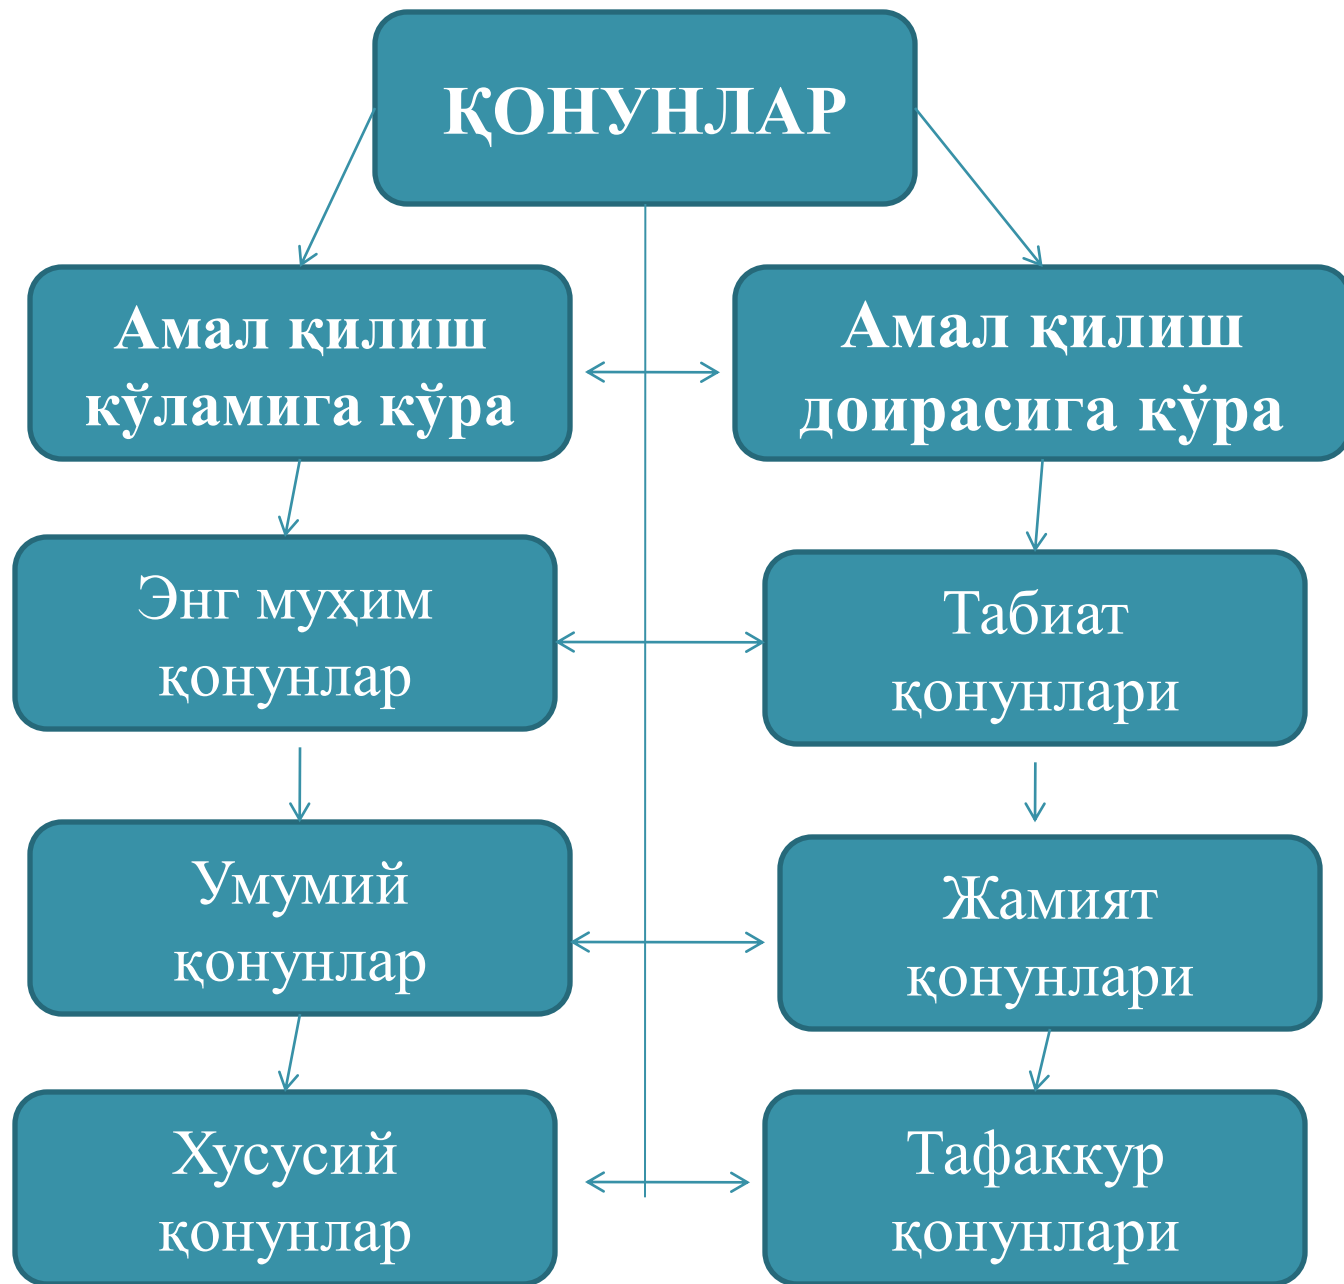 ҚОНУНЛАР
Амал қилиш
кўламига кўра
Амал қилиш
доирасига кўра
Энг муҳим
қонунлар
Табиат
қонунлари
Умумий
қонунлар
Жамият
қонунлари
Хусусий
қонунлар
Тафаккур
қонунлари